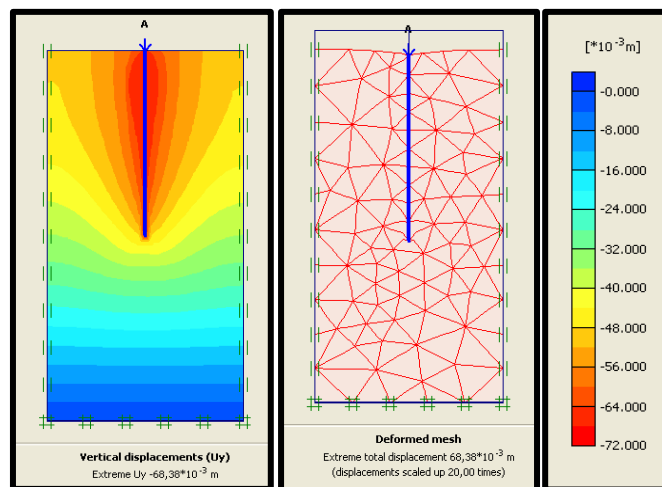 A
Vertical displacements (Uy)
Extreme Uy -68,38*10-3 m
A
Deformed mesh
Extreme total displacement 68,38*10-3 m
(displacements scaled up 20,00 times)
[*10-3 m]
-0.000
-8.000
-16.000
-24.000
-32.000
-40.000
-48.000
-56.000
-64.000
-72.000